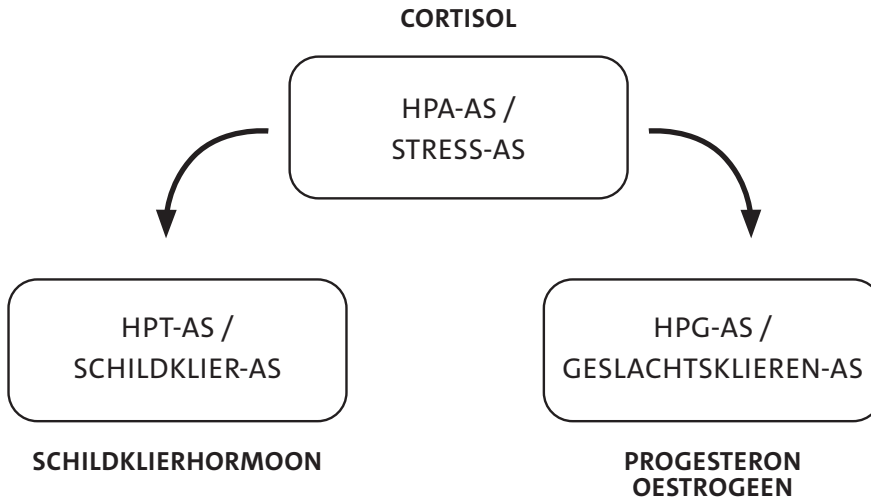 CORTISOL
HPA-AS /
STRESS-AS
HPT-AS /
SCHILDKLIER-AS
HPG-AS /
GESLACHTSKLIEREN-AS
SCHILDKLIERHORMOON
PROGESTERON
OESTROGEEN